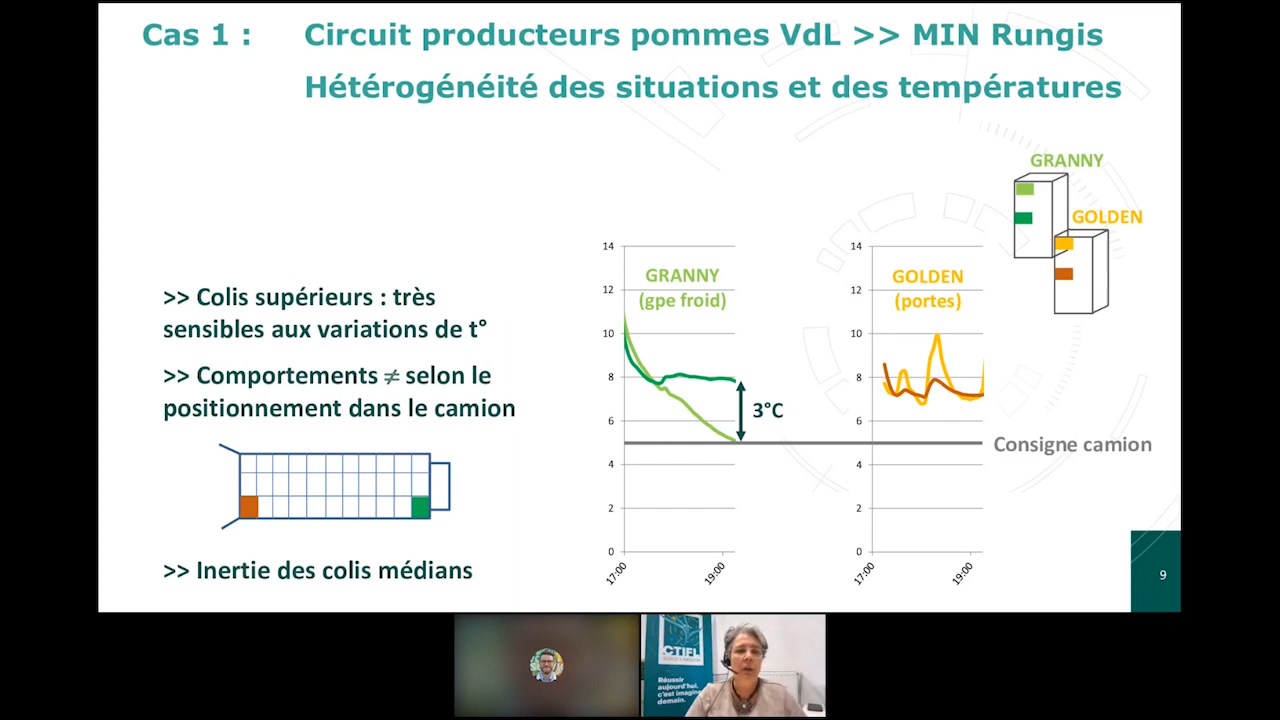 Cas 1 : Circuit producteurs pommes VdL >> MIN Rungis
Hétérogénéité des situations et des températures
GRANNY
GOLDEN
>> Colis supérieurs : très
sensibles aux variations de t°
>> Comportements ≠ selon le
positionnement dans le camion
>> Inertie des colis médians
14
12
10
8
6
4
2
0
17:00
19:00
GRANNY
(gpe froid)
3°C
14
12
10
8
6
4
2
0
17:00
19:00
GOLDEN
(portes)
Consigne camion
9
CTIFL
Réussir
aujourd'hui,
c'est imagine
demain.